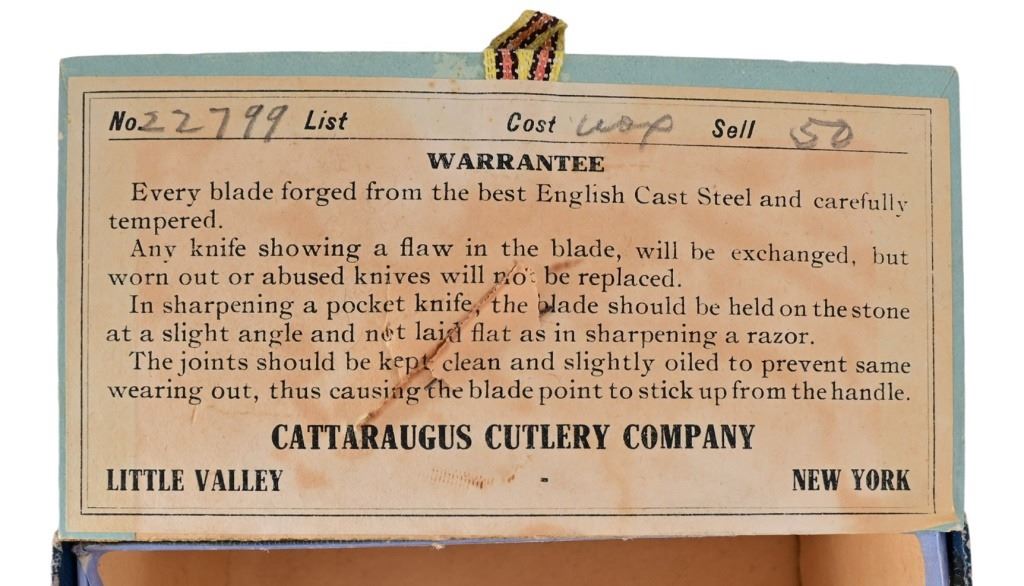 No. 22799 List Cost Sell 50
WARRANTEE
Every blade forged from the best English Cast Steel and carefully
tempered.
Any knife showing a flaw in the blade, will be exchanged, but
worn out or abused knives will not be replaced.
In sharpening a pocket knife, the blade should be held on the stone
at a slight angle and not laid flat as in sharpening a razor.
The joints should be kept clean and slightly oiled to prevent same
wearing out, thus causing the blade point to stick up from the handle.
CATTARAUGUS CUTLERY COMPANY
LITTLE VALLEY - NEW YORK